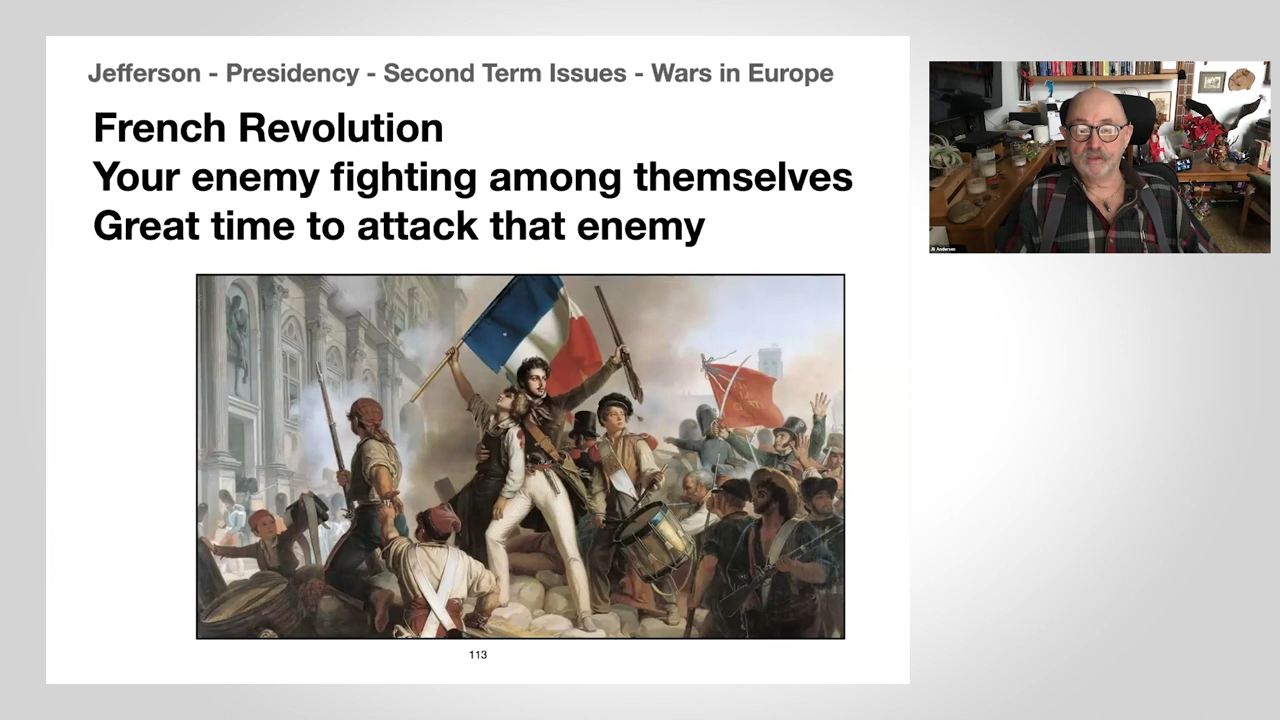 Jefferson - Presidency - Second Term Issues - Wars in Europe
French Revolution
Your enemy fighting among themselves
Great time to attack that enemy
113